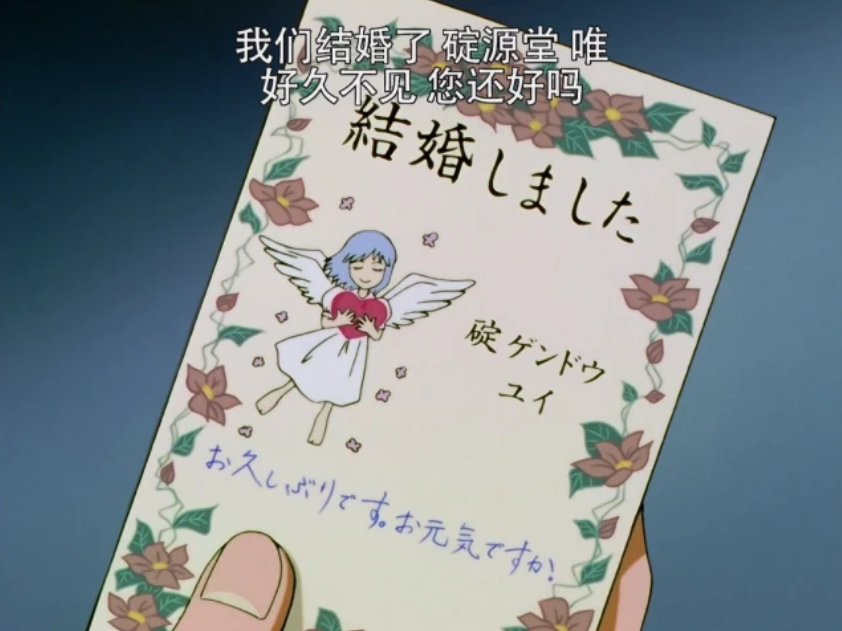 我们结婚了 碇源堂 唯
好久不见 您还好吗
結婚しました
碇ゲンドウ
ユイ
お久しぶりです。お元気ですか!